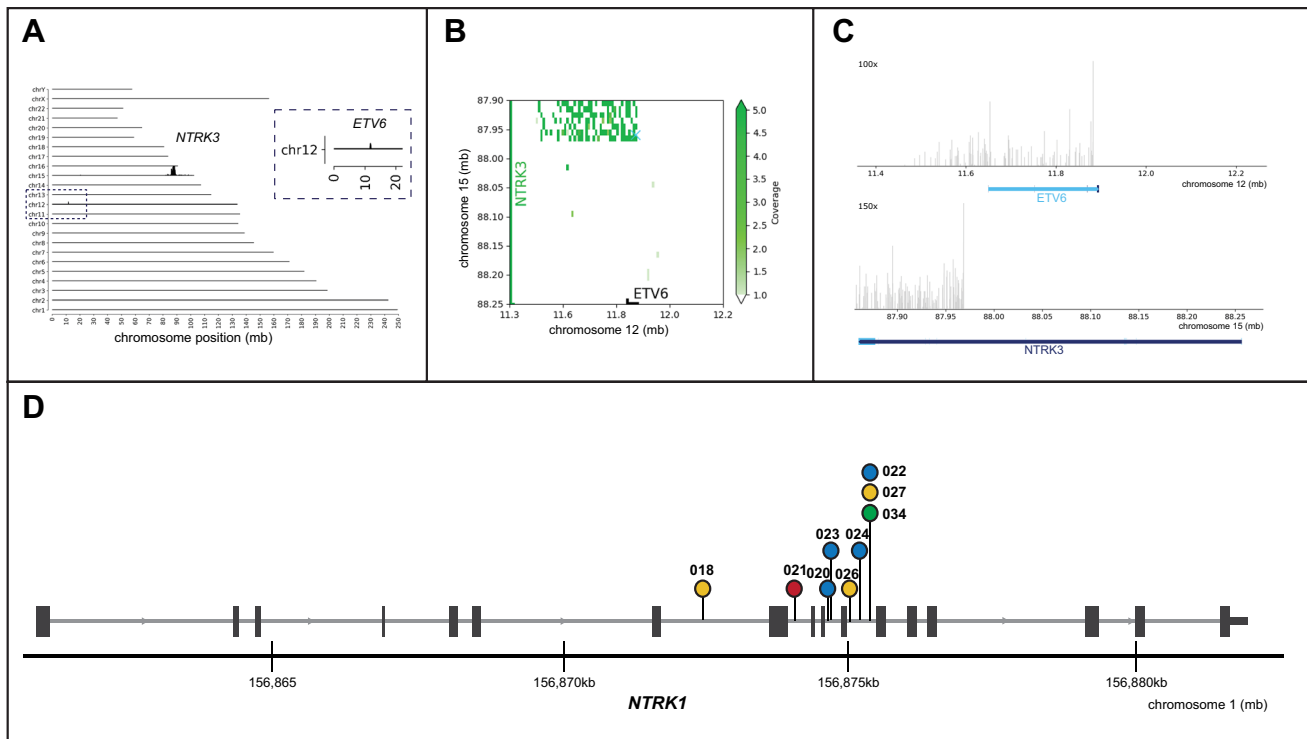 A
chrY
chrX
chr22
chr21
chr20
chr19
chr18
chr17
chr16
chr15
chr14
chr13
chr12
chr11
chr10
chr9
chr8
chr7
chr6
chr5
chr4
chr3
chr2
chr1
0 10 20 30 40 50 60 70 80 90 100 110 120 130 140 150 160 170 180 190 200 210 220 230 240 250
chromosome position (mb)
NTRK3
ETV6
chr12
0 10 20
B
87.90
87.95
88.00
88.05
88.10
88.20
88.25
chromosome 15 (mb)
NTRK3
ETV6
11.3 11.6 11.8 12.0 12.2
chromosome 12 (mb)
5.0
4.5
4.0
3.5
3.0
2.5
2.0
1.5
1.0
Coverage
C
100x
11.4 11.6 11.8 12.0 12.2
chromosome 12 (mb)
ETV6
150x
87.90 87.95 88.00 88.10 88.20 88.25
chromosome 15 (mb)
NTRK3
D
022
027
034
023 024
018 021 020 026
156,865 156,870kb 156,875kb 156,880kb
NTRK1
chromosome 1 (mb)